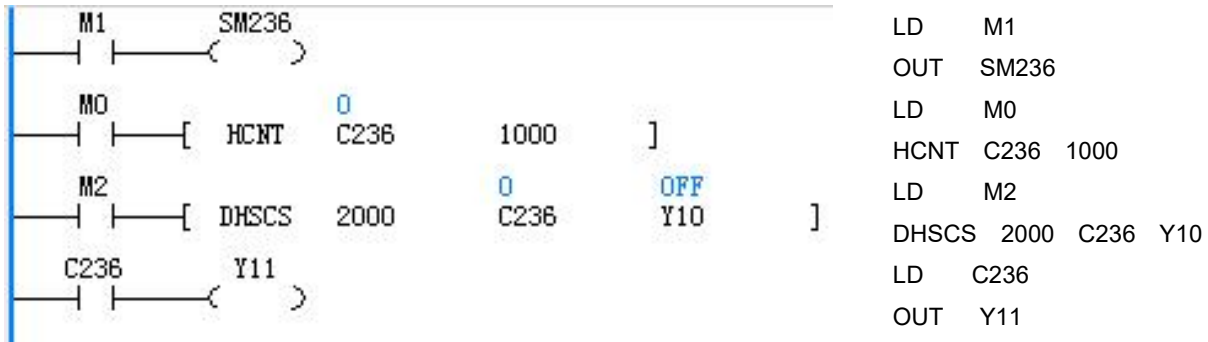 M1 SM236
M0 0
HCNT C236 1000
M2 0 OFF
DHSCS 2000 C236 Y10
C236 Y11
LD M1
OUT SM236
LD M0
HCNT C236 1000
LD M2
DHSCS 2000 C236 Y10
LD C236
OUT Y11